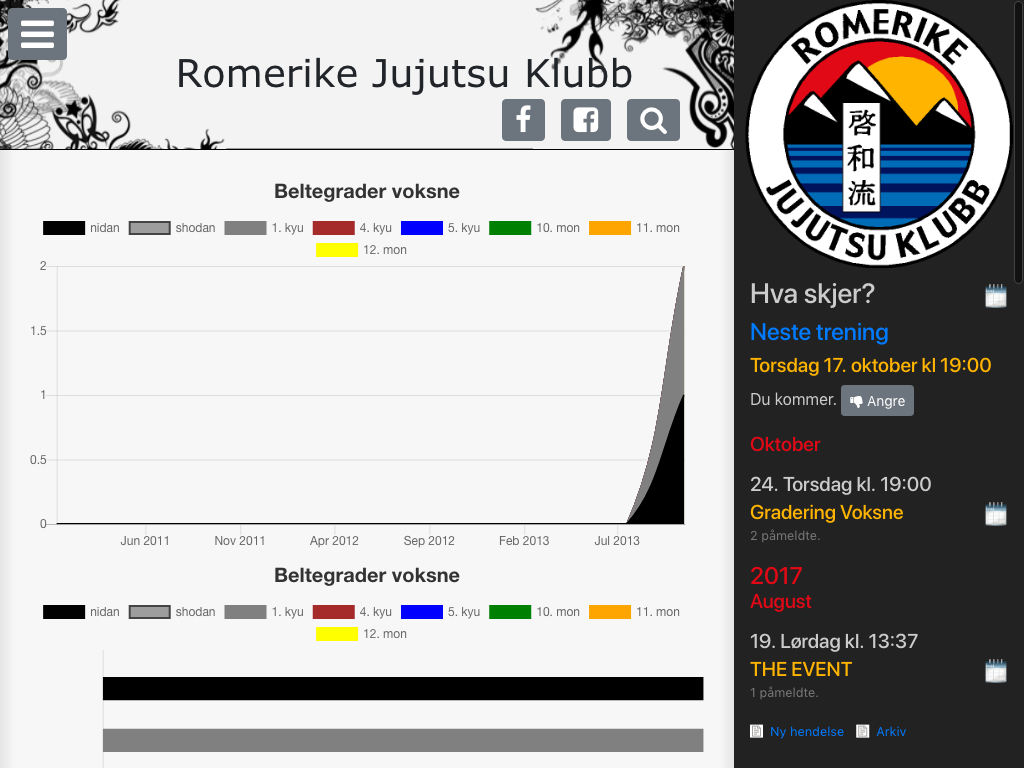 Romerike Jujutsu Klubb
Beltegrader voksne
nidan shodan 1. kyu 4. kyu 5. kyu 10. mon 11. mon
12. mon
2
1.5
1
0.5
0
Jun 2011 Nov 2011 Apr 2012 Sep 2012 Feb 2013 Jul 2013
Beltegrader voksne
nidan shodan 1. kyu 4. kyu 5. kyu 10. mon 11. mon
12. mon
ROMERIKE
啓和流
JUJUTSU KLUBB
Hva skjer?
Neste trening
Torsdag 17. oktober kl 19:00
Du kommer. Angre
Oktober
24. Torsdag kl. 19:00
Gradering Voksne
2 påmeldte.
2017
August
19. Lørdag kl. 13:37
THE EVENT
1 påmeldte.
Ny hendelse Arkiv